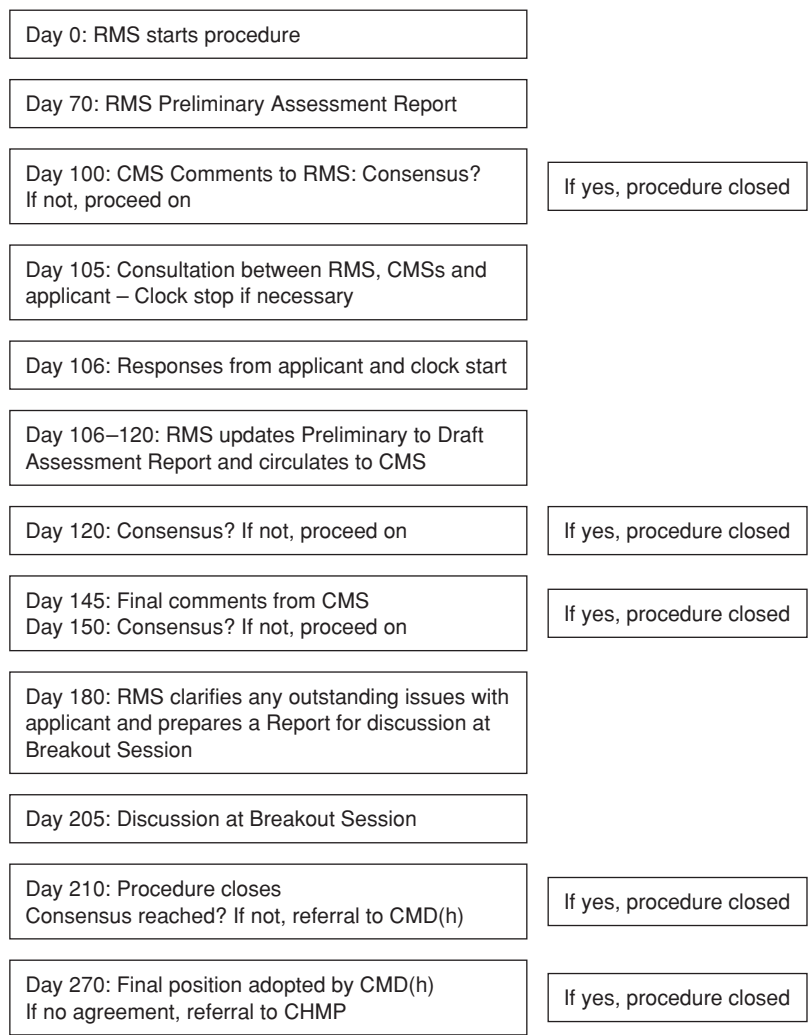 Day 0: RMS starts procedure
Day 70: RMS Preliminary Assessment Report
Day 100: CMS Comments to RMS: Consensus?
If not, proceed on
If yes, procedure closed
Day 105: Consultation between RMS, CMSs and
applicant – Clock stop if necessary
Day 106: Responses from applicant and clock start
Day 106–120: RMS updates Preliminary to Draft
Assessment Report and circulates to CMS
Day 120: Consensus? If not, proceed on
If yes, procedure closed
Day 145: Final comments from CMS
Day 150: Consensus? If not, proceed on
If yes, procedure closed
Day 180: RMS clarifies any outstanding issues with
applicant and prepares a Report for discussion at
Breakout Session
Day 205: Discussion at Breakout Session
Day 210: Procedure closes
Consensus reached? If not, referral to CMD(h)
If yes, procedure closed
Day 270: Final position adopted by CMD(h)
If no agreement, referral to CHMP
If yes, procedure closed